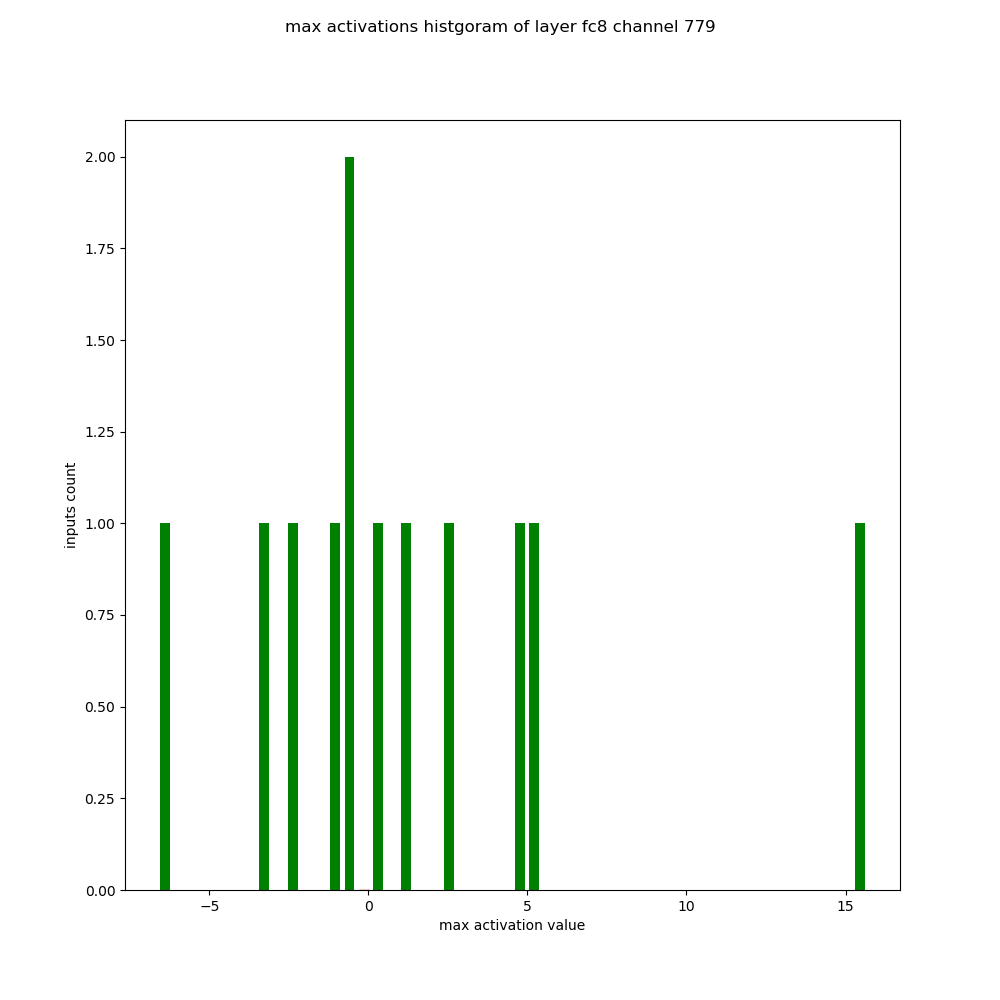 max activations histgoram of layer fc8 channel 779
2.00
1.75
1.50
1.25
1.00
0.75
0.50
0.25
0.00
inputs count
−5 0 5 10 15
max activation value